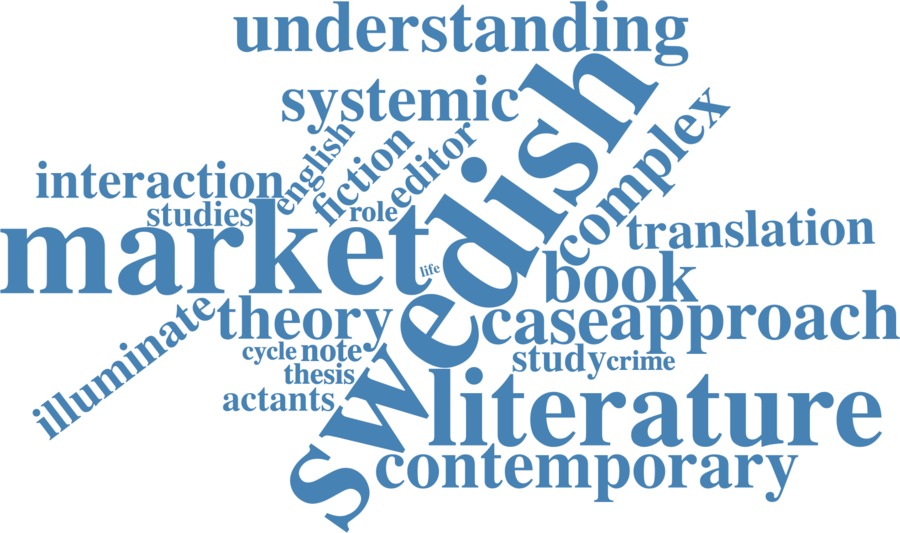 understanding
systemic
swedish
complex
english
fiction
editor
interaction
studies
role
market
life
translation
book
illuminate
theory
case
approach
cycle
note
study
crime
thesis
actants
literature
contemporary